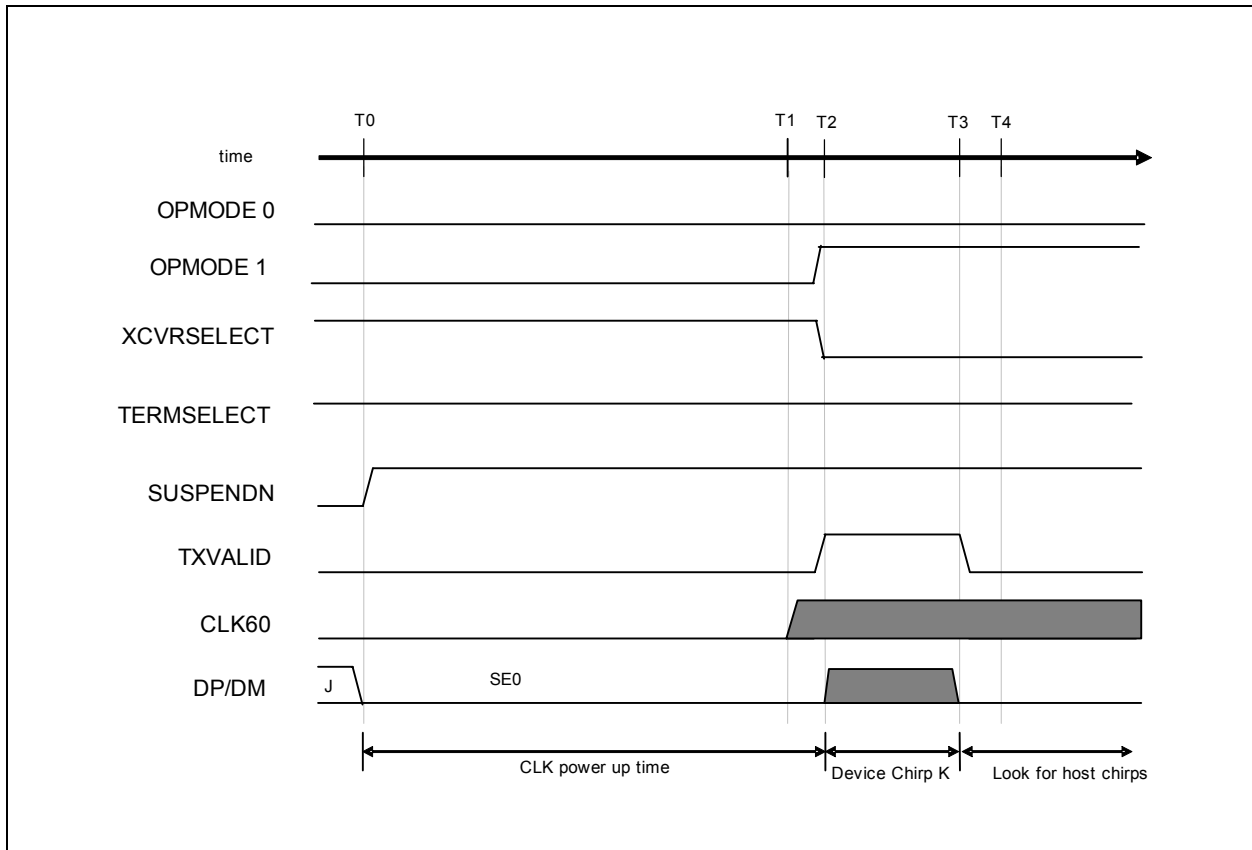 T0 T1 T2 T3 T4
time
OPMODE 0
OPMODE 1
XCVRSELECT
TERMSELECT
SUSPENDN
TXVALID
CLK60
DP/DM J SE0
CLK power up time Device Chirp K Look for host chirps